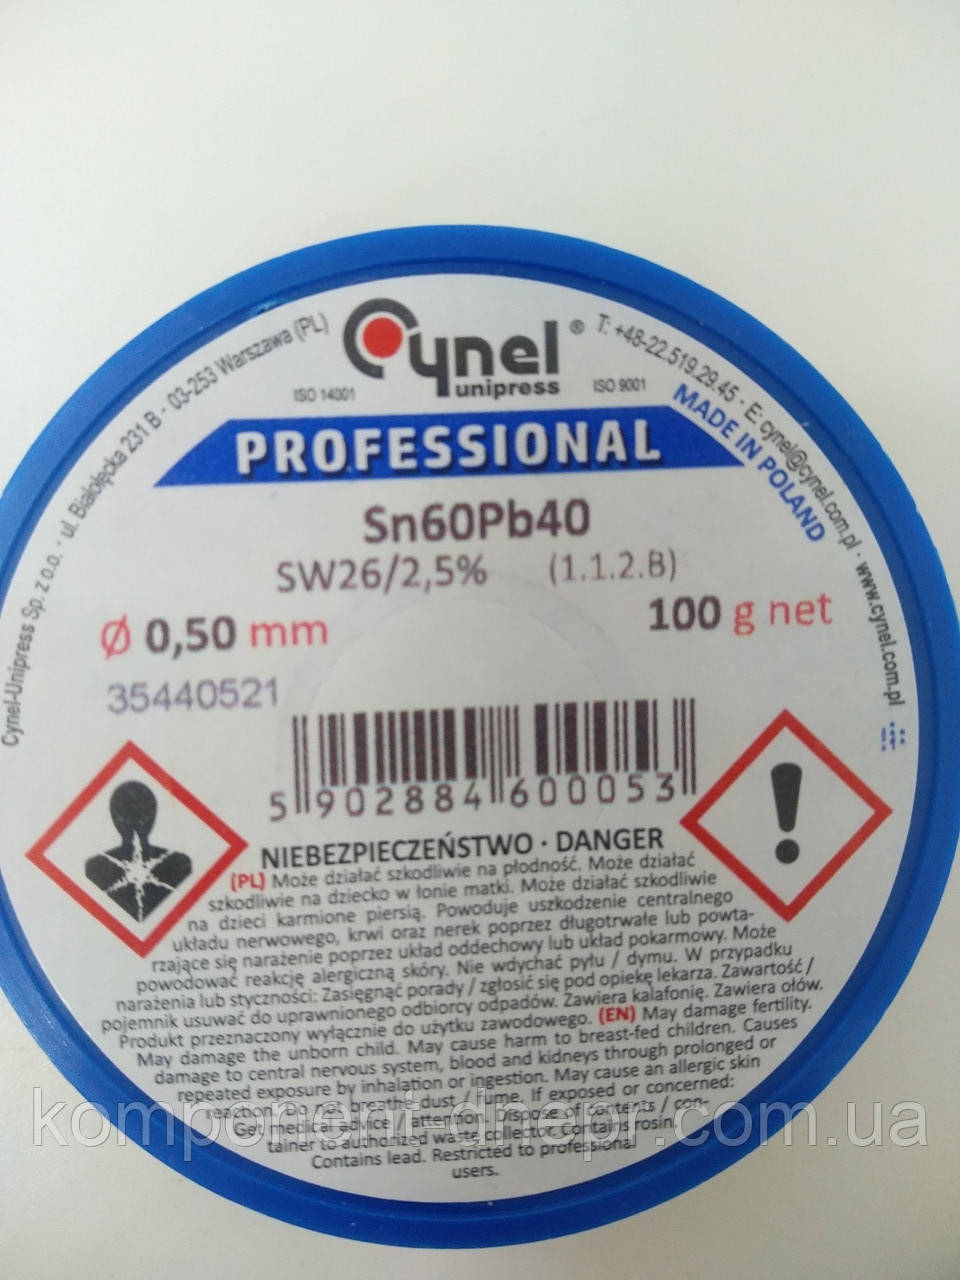 Cynel-Unipress Sp. z o.o. · ul. Białołęcka 231 B - 03-253 Warszawa (PL)
Cynel ®
unipress
ISO 14001
ISO 9001
T: +48-22.519.29.45 - E: cynel@cynel.com.pl · www.cynel.com.pl
MADE IN POLAND
PROFESSIONAL
Sn60Pb40
SW26/2,5% (1.1.2.B)
Ø 0,50 mm
100 g net
35440521
5 902884 600053
NIEBEZPIECZEŃSTWO · DANGER
(PL) Może działać szkodliwie na płodność. Może działać
szkodliwie na dziecko w łonie matki. Może działać szkodliwie
na dzieci karmione piersią. Powoduje uszkodzenie centralnego
układu nerwowego, krwi oraz nerek poprzez długotrwałe lub powta-
rzające się narażenie poprzez układ oddechowy lub układ pokarmowy. Może
powodować reakcję alergiczną skóry. Nie wdychać pyłu / dymu. W przypadku
narażenia lub styczności: Zasięgnąć porady / zgłosić się pod opiekę lekarza. Zawartość /
pojemnik usuwać do uprawnionego odbiorcy odpadów. Zawiera kalafonię. Zawiera ołów.
Produkt przeznaczony wyłącznie do użytku zawodowego. (EN) May damage fertility.
May damage the unborn child. May cause harm to breast-fed children. Causes
damage to central nervous system, blood and kidneys through prolonged or
repeated exposure by inhalation or ingestion. May cause an allergic skin
reaction. Do not breathe dust / fume. If exposed or concerned:
Get medical advice / attention. Dispose of contents / con-
tainer to authorized waste collector. Contains rosin.
Contains lead. Restricted to professional
users.
komponent-dnepr.com.ua